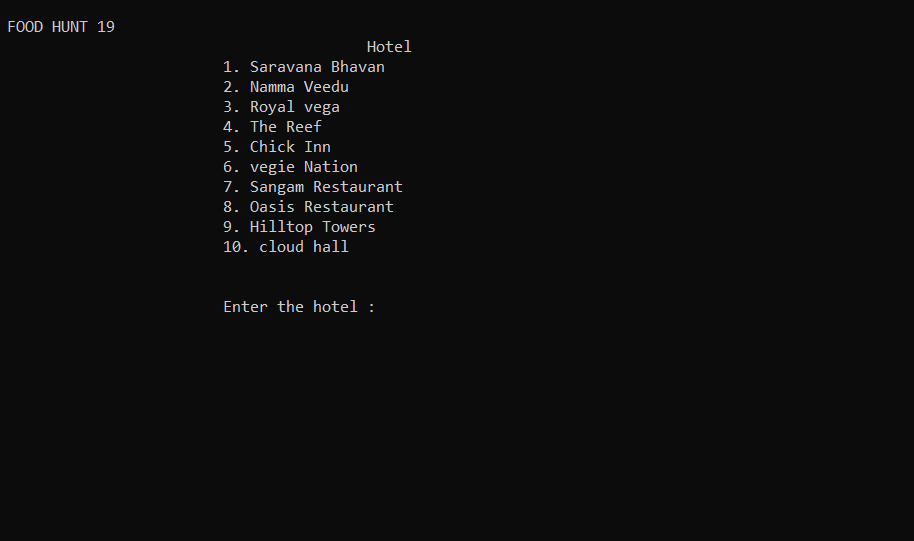 FOOD HUNT 19
Hotel
1. Saravana Bhavan
2. Namma Veedu
3. Royal vega
4. The Reef
5. Chick Inn
6. vegie Nation
7. Sangam Restaurant
8. Oasis Restaurant
9. Hilltop Towers
10. cloud hall
Enter the hotel :